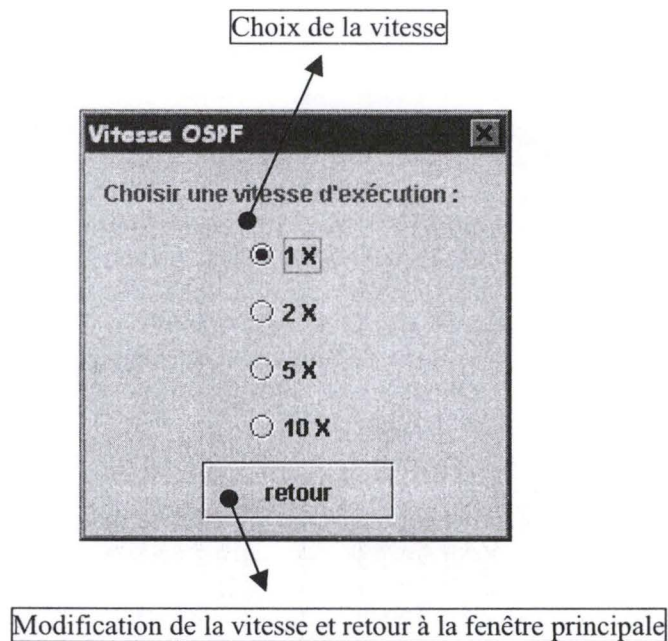 Choix de la vitesse
Vitesse OSPF
Choisir une vitesse d'exécution :
1 X
2 X
5 X
10 X
retour
Modification de la vitesse et retour à la fenêtre principale